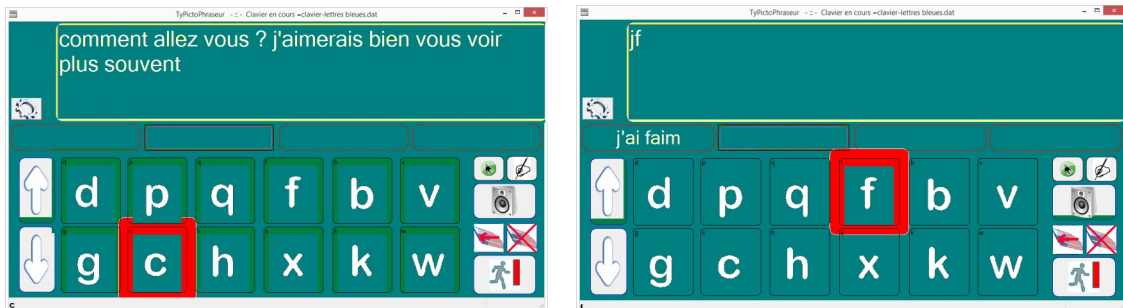 TyPictoPhraseur - :: - Clavier en cours =clavier-lettres bleues.dat
comment allez vous ? j'aimerais bien vous voir
plus souvent
d p q f b v
g c h x k w
c
TyPictoPhraseur - :: - Clavier en cours =clavier-lettres bleues.dat
jf
j'ai faim
d p q f b v
g c h x k w
f